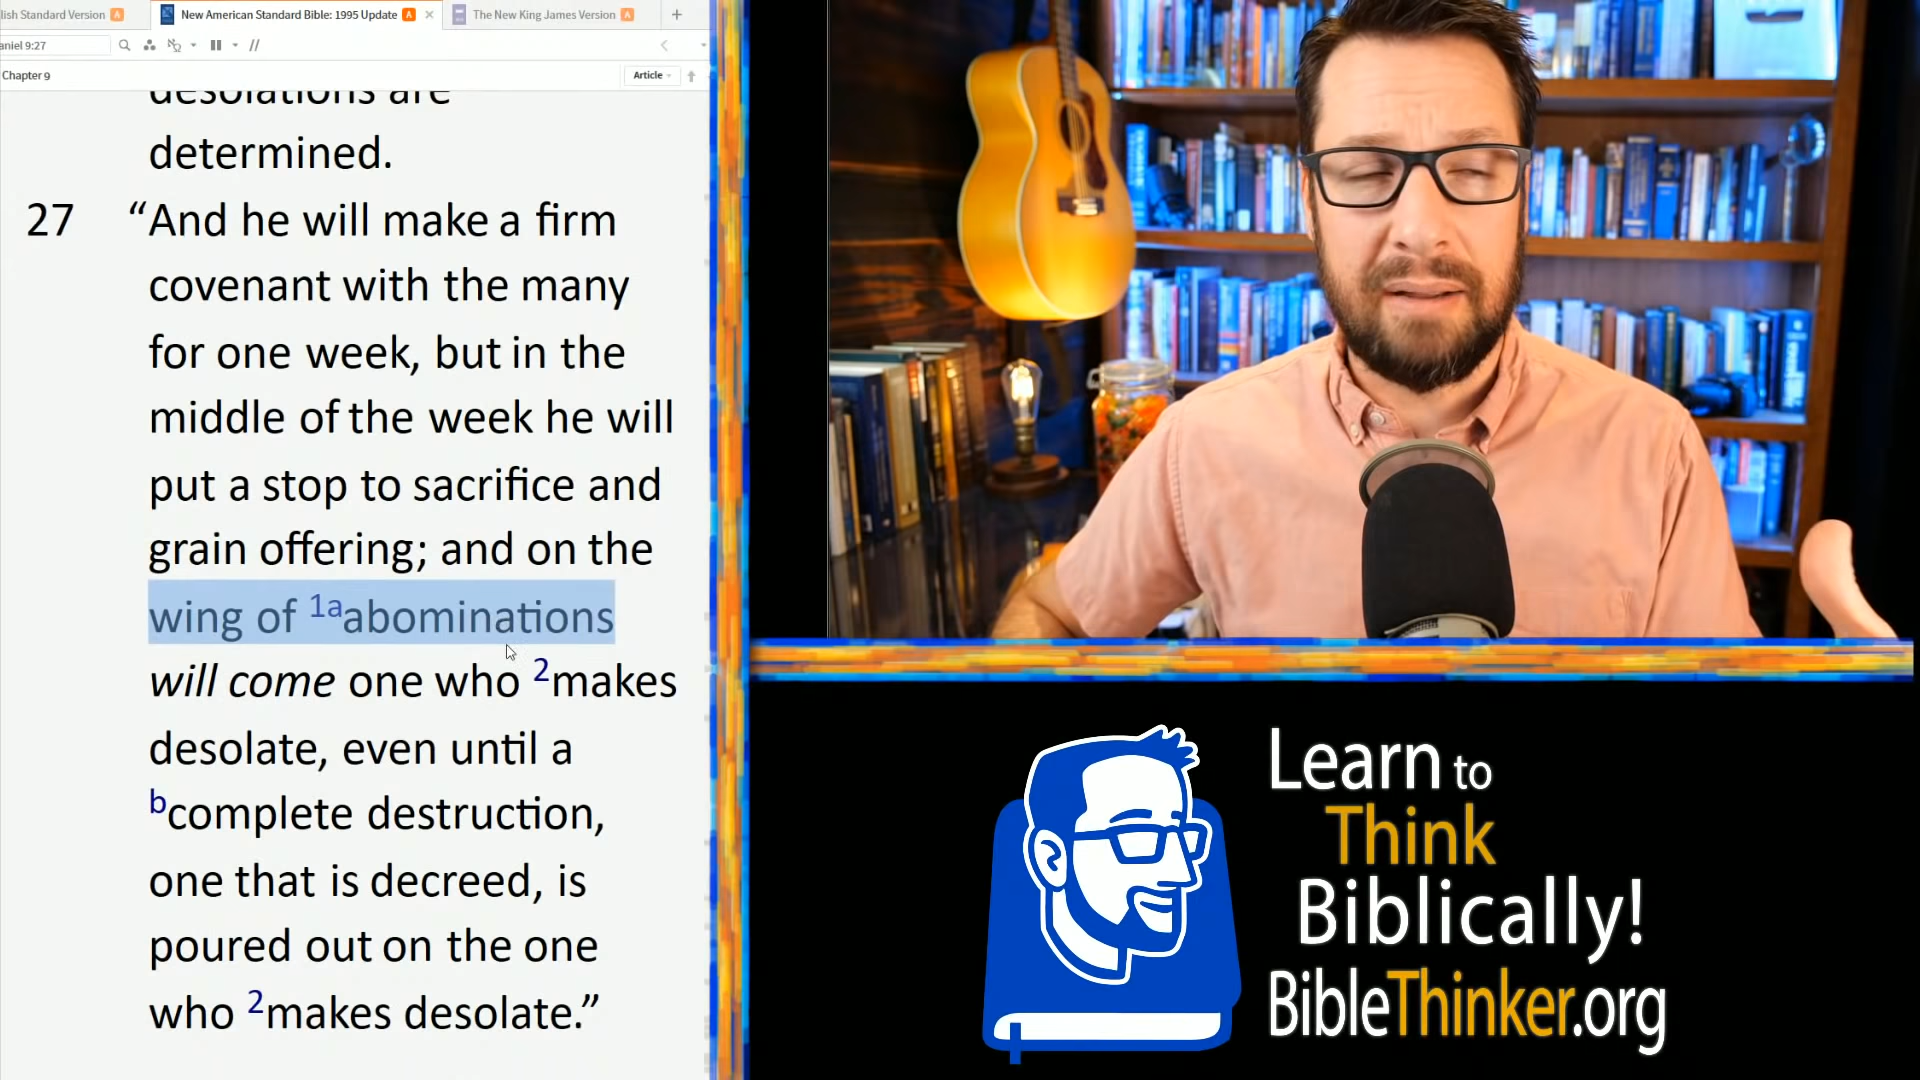 lish Standard Version A New American Standard Bible: 1995 Update A The New King James Version A
aniel 9:27
Chapter 9 Article
desolations are
determined.
27 “And he will make a firm
covenant with the many
for one week, but in the
middle of the week he will
put a stop to sacrifice and
grain offering; and on the
wing of 1aabominations
will come one who 2makes
desolate, even until a
bcomplete destruction,
one that is decreed, is
poured out on the one
who 2makes desolate.”
Learn to
Think
Biblically!
BibleThinker.org